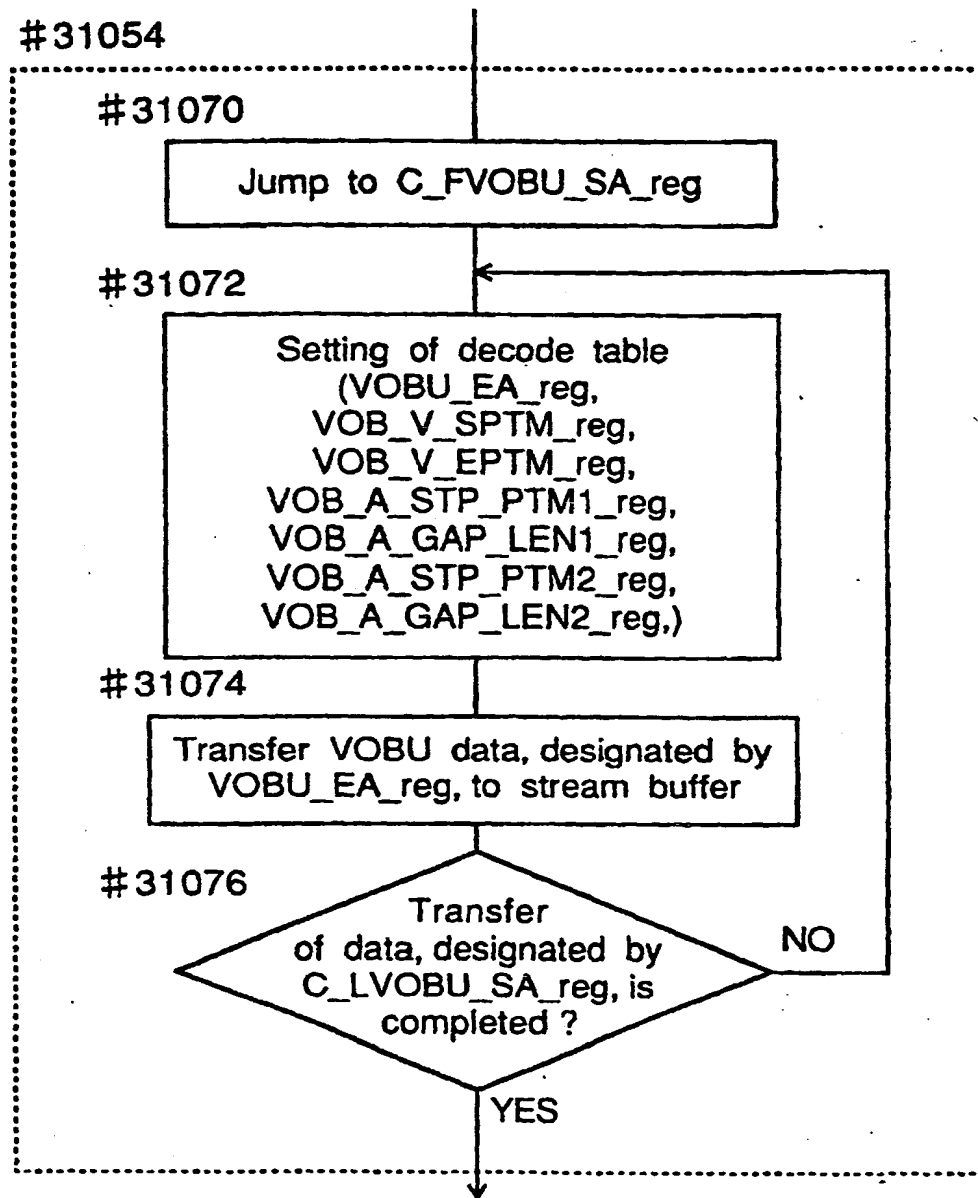 #31054
#31070
Jump to C_FVOBU_SA_reg
#31072
Setting of decode table
(VOBU_EA_reg,
VOB_V_SPTM_reg,
VOB_V_EPTM_reg,
VOB_A_STP_PTM1_reg,
VOB_A_GAP_LEN1_reg,
VOB_A_STP_PTM2_reg,
VOB_A_GAP_LEN2_reg,)
#31074
Transfer VOBU data, designated by
VOBU_EA_reg, to stream buffer
#31076
Transfer
of data, designated by
C_LVOBU_SA_reg, is
completed ?
NO
YES